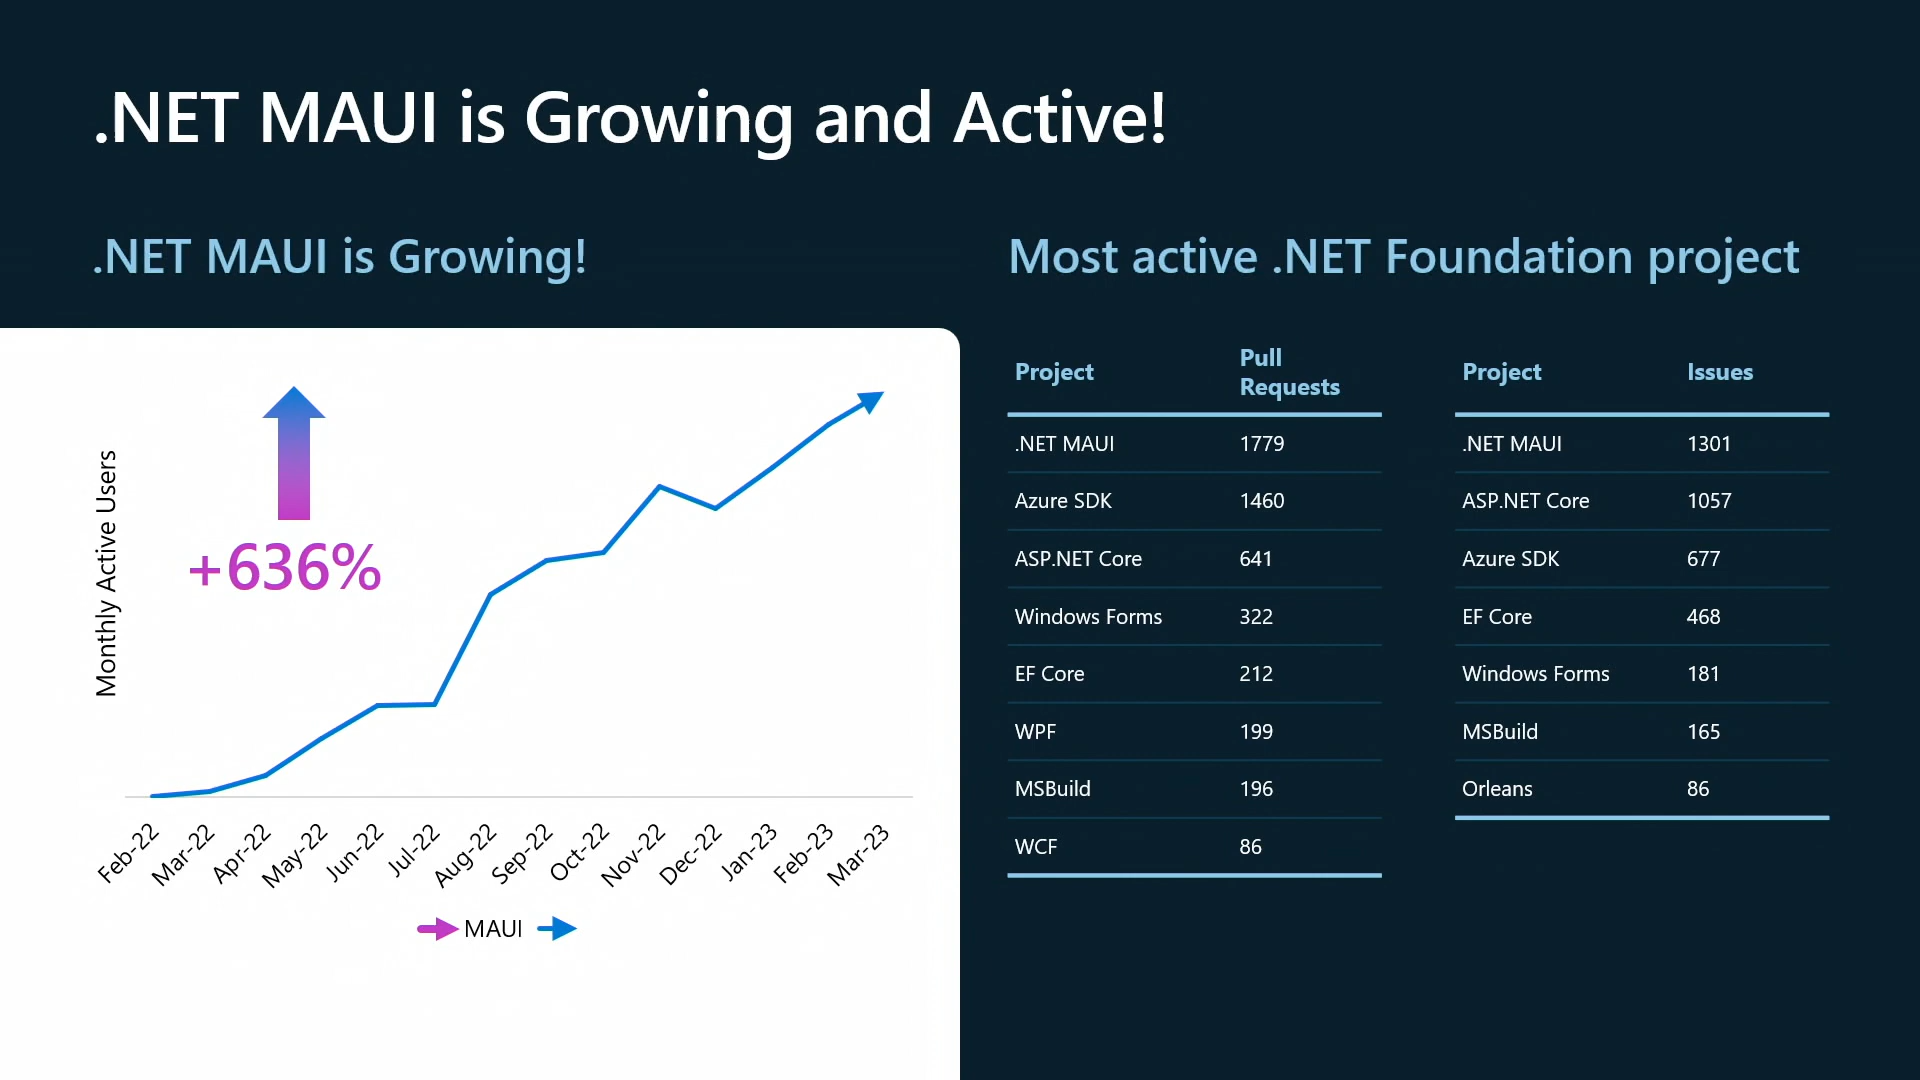 .NET MAUI is Growing and Active!
.NET MAUI is Growing!
Monthly Active Users
+636%
Feb-22
Mar-22
Apr-22
May-22
Jun-22
Jul-22
Aug-22
Sep-22
Oct-22
Nov-22
Dec-22
Jan-23
Feb-23
Mar-23
MAUI
Most active .NET Foundation project
Project Pull Requests
.NET MAUI 1779
Azure SDK 1460
ASP.NET Core 641
Windows Forms 322
EF Core 212
WPF 199
MSBuild 196
WCF 86
Project Issues
.NET MAUI 1301
ASP.NET Core 1057
Azure SDK 677
EF Core 468
Windows Forms 181
MSBuild 165
Orleans 86